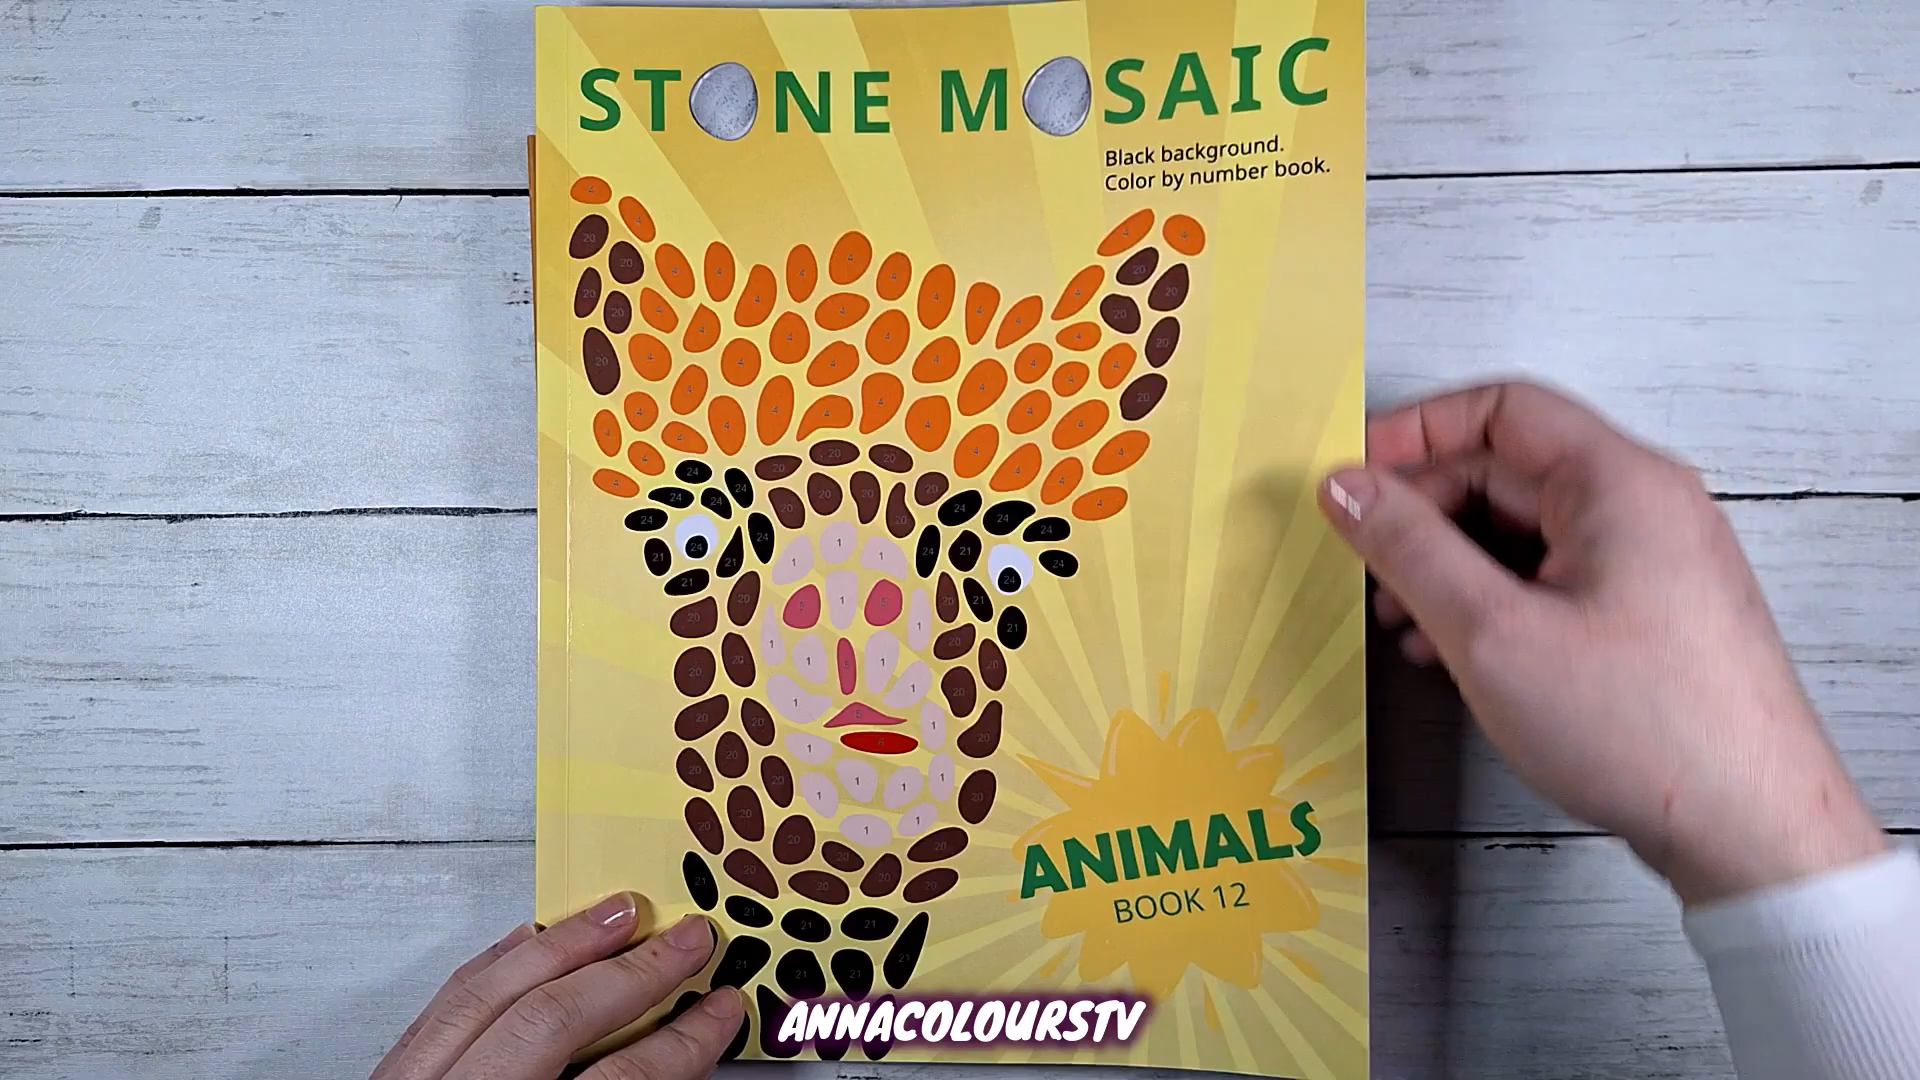 STONE MOSAIC
Black background.
Color by number book.
ANIMALS
BOOK 12
ANNACOLOURSTV